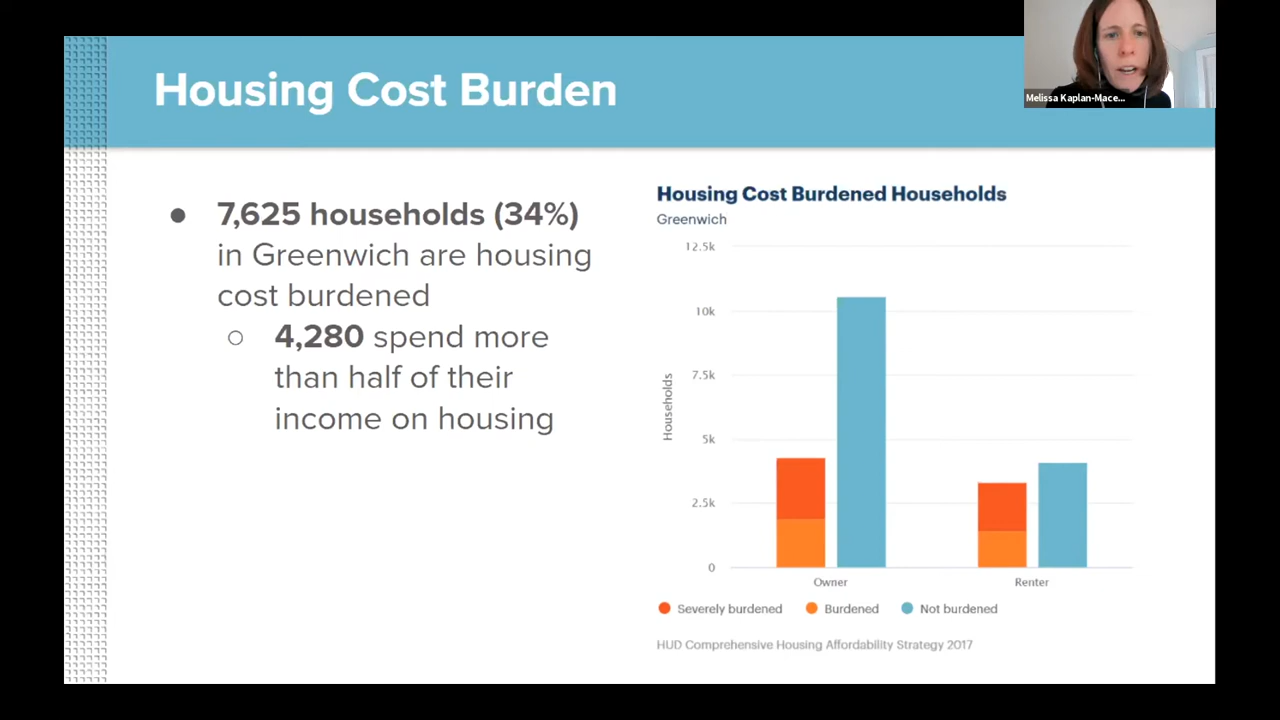 Housing Cost Burden
Melissa Kaplan-Mace...
● 7,625 households (34%)
in Greenwich are housing
cost burdened
○ 4,280 spend more
than half of their
income on housing
Housing Cost Burdened Households
Greenwich
12.5k
10k
7.5k
5k
2.5k
0
Households
Owner
Renter
Severely burdened
Burdened
Not burdened
HUD Comprehensive Housing Affordability Strategy 2017